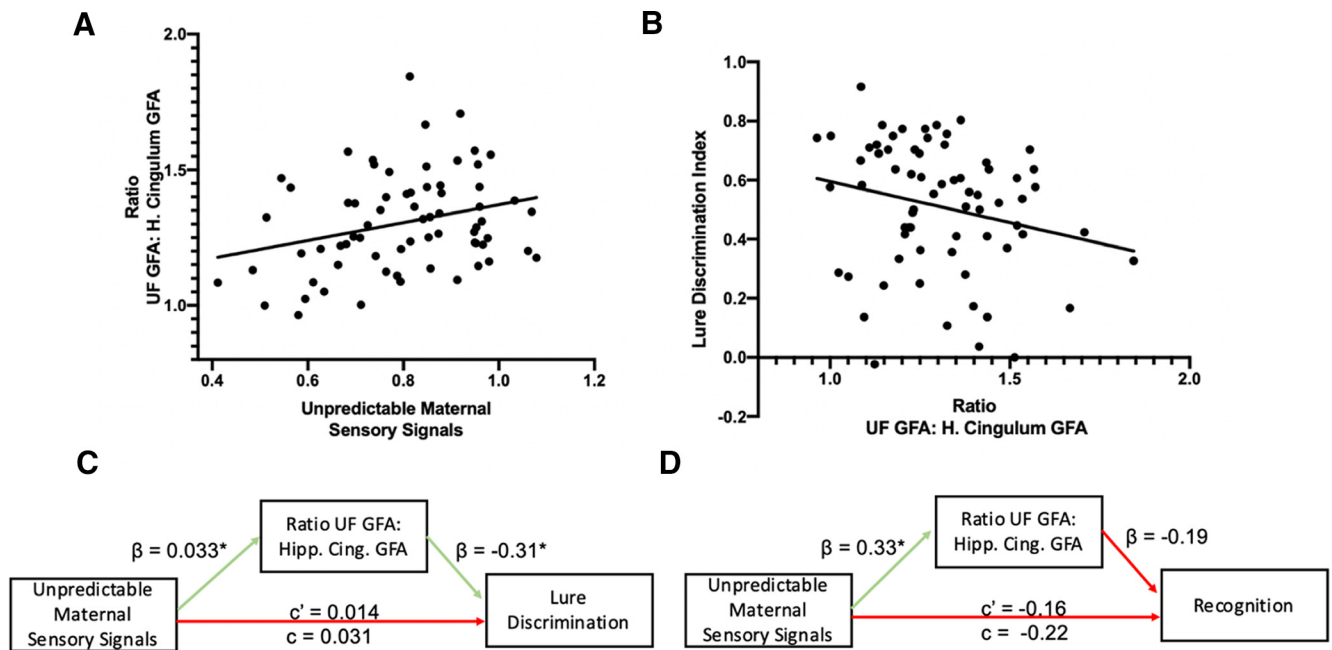 A
Ratio
UF GFA: H. Cingulum GFA
2.0
1.5
1.0
0.4 0.6 0.8 1.0 1.2
Unpredictable Maternal
Sensory Signals
B
Lure Discrimination Index
1.0
0.8
0.6
0.4
0.2
0.0
-0.2
1.0 1.5 2.0
Ratio
UF GFA: H. Cingulum GFA
C
Ratio UF GFA:
Hipp. Cing. GFA
β = 0.033*
β = -0.31*
Unpredictable
Maternal
Sensory Signals
c' = 0.014
c = 0.031
Lure
Discrimination
D
Ratio UF GFA:
Hipp. Cing. GFA
β = 0.33*
β = -0.19
Unpredictable
Maternal
Sensory Signals
c' = -0.16
c = -0.22
Recognition